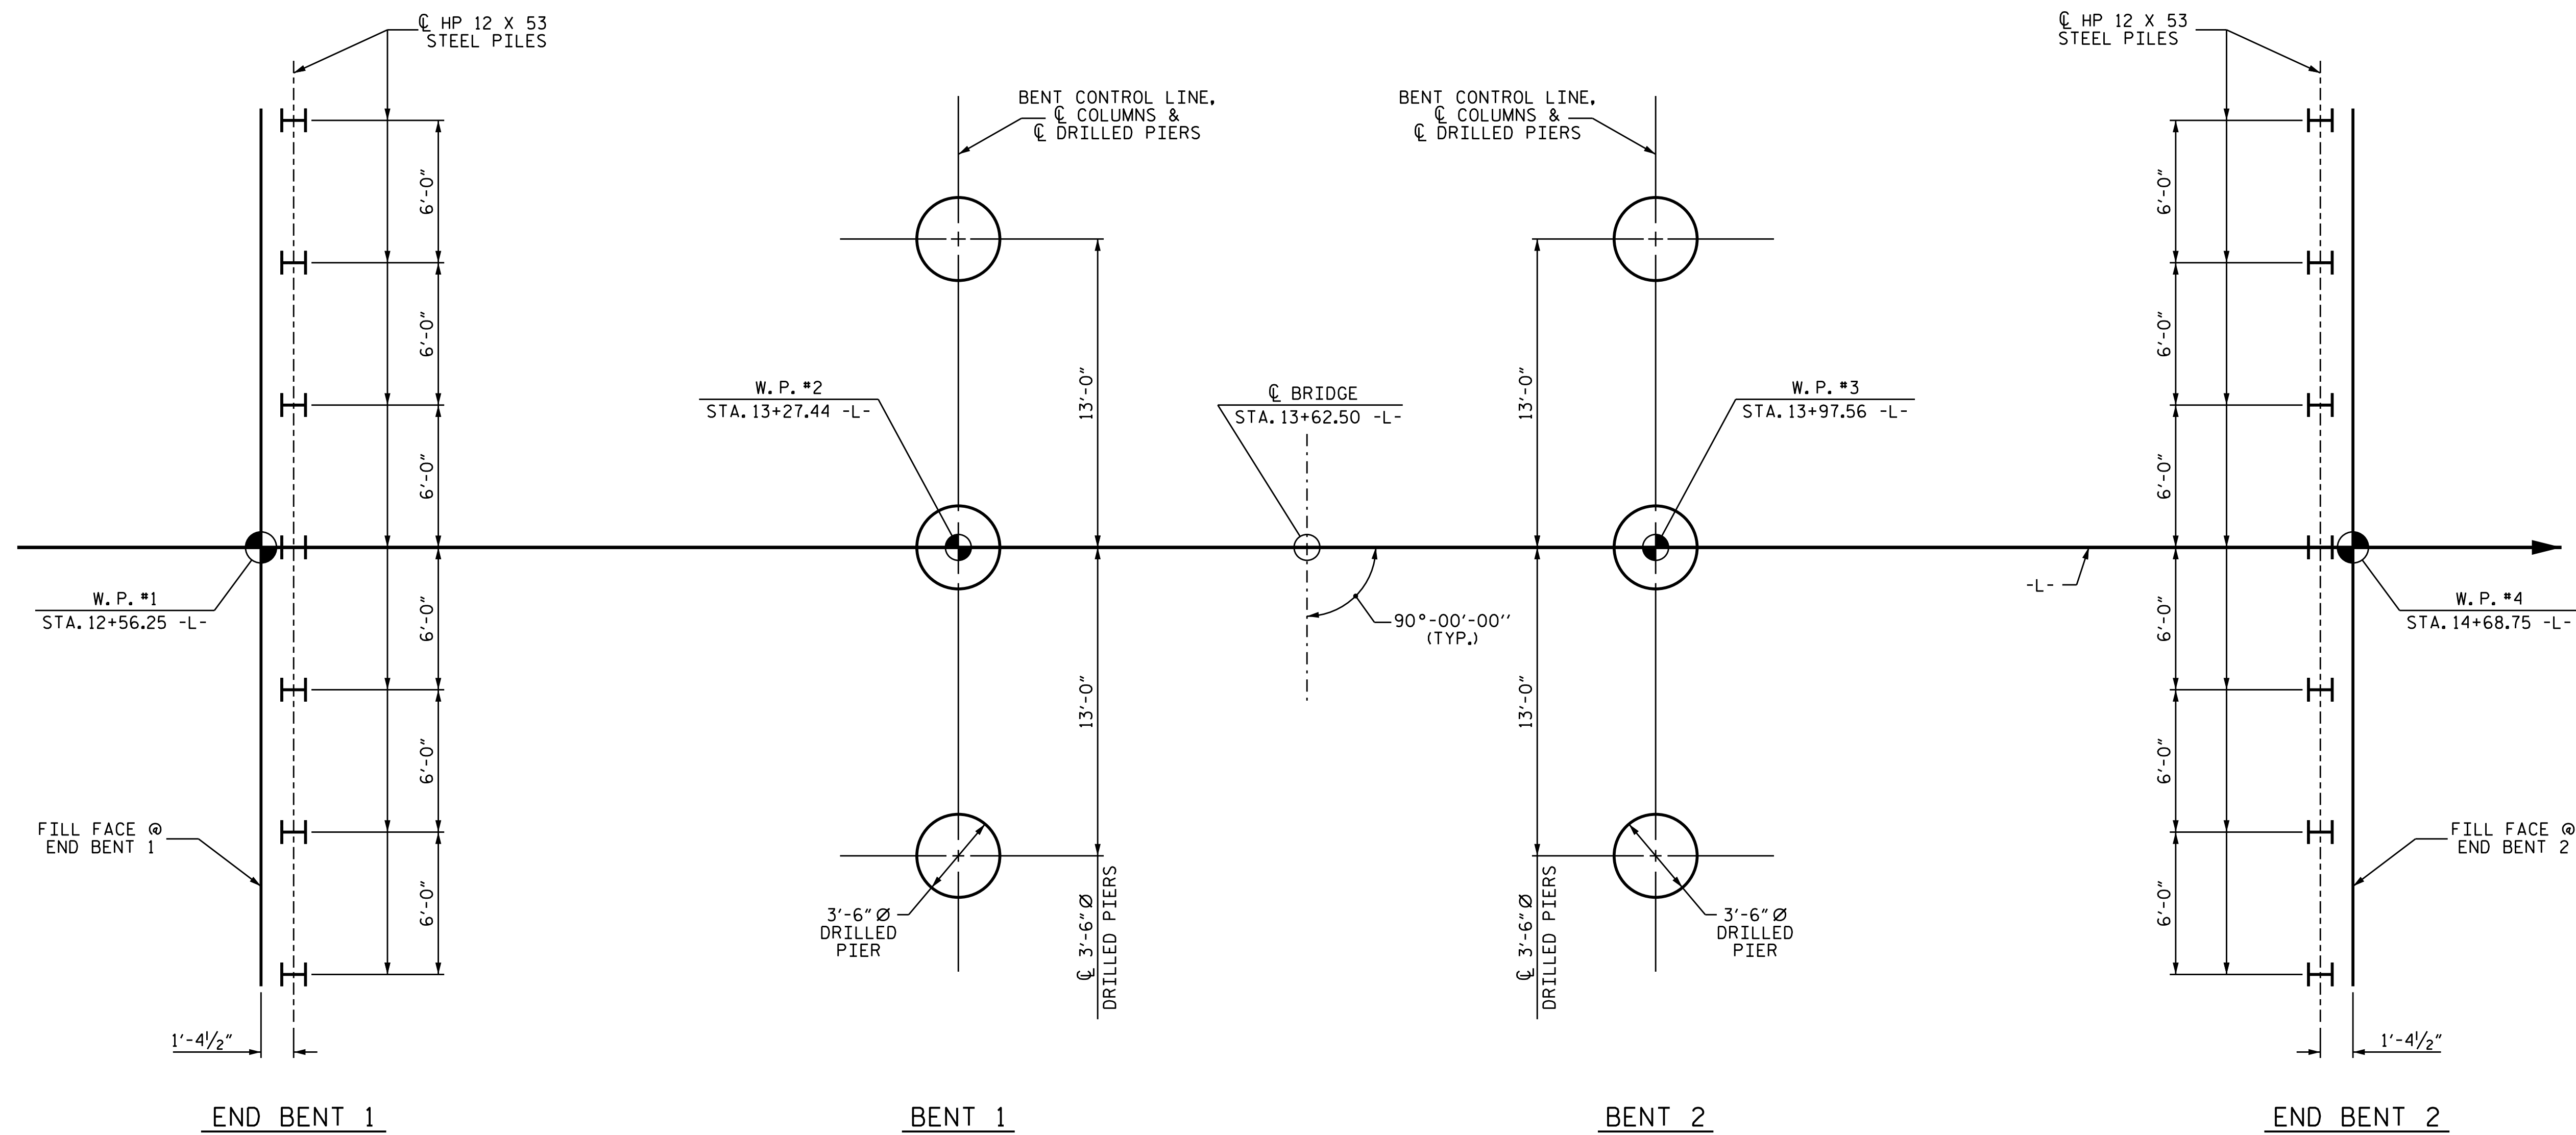 ℄ HP 12 X 53
STEEL PILES
℄ HP 12 X 53
STEEL PILES
BENT CONTROL LINE,
℄ COLUMNS &
℄ DRILLED PIERS
BENT CONTROL LINE,
℄ COLUMNS &
℄ DRILLED PIERS
6'-0"
6'-0"
6'-0"
6'-0"
6'-0"
6'-0"
13'-0"
13'-0"
13'-0"
13'-0"
6'-0"
6'-0"
6'-0"
6'-0"
6'-0"
6'-0"
W.P. #2
STA. 13+27.44 -L-
℄ BRIDGE
STA. 13+62.50 -L-
W.P. #3
STA. 13+97.56 -L-
W.P. #1
STA. 12+56.25 -L-
90°-00'-00''
(TYP.)
-L-
W.P. #4
STA. 14+68.75 -L-
FILL FACE @
END BENT 1
FILL FACE @
END BENT 2
3'-6"Ø
DRILLED
PIER
℄ 3'-6"Ø
DRILLED PIERS
℄ 3'-6"Ø
DRILLED PIERS
3'-6"Ø
DRILLED
PIER
1'-4½"
1'-4½"
END BENT 1
BENT 1
BENT 2
END BENT 2